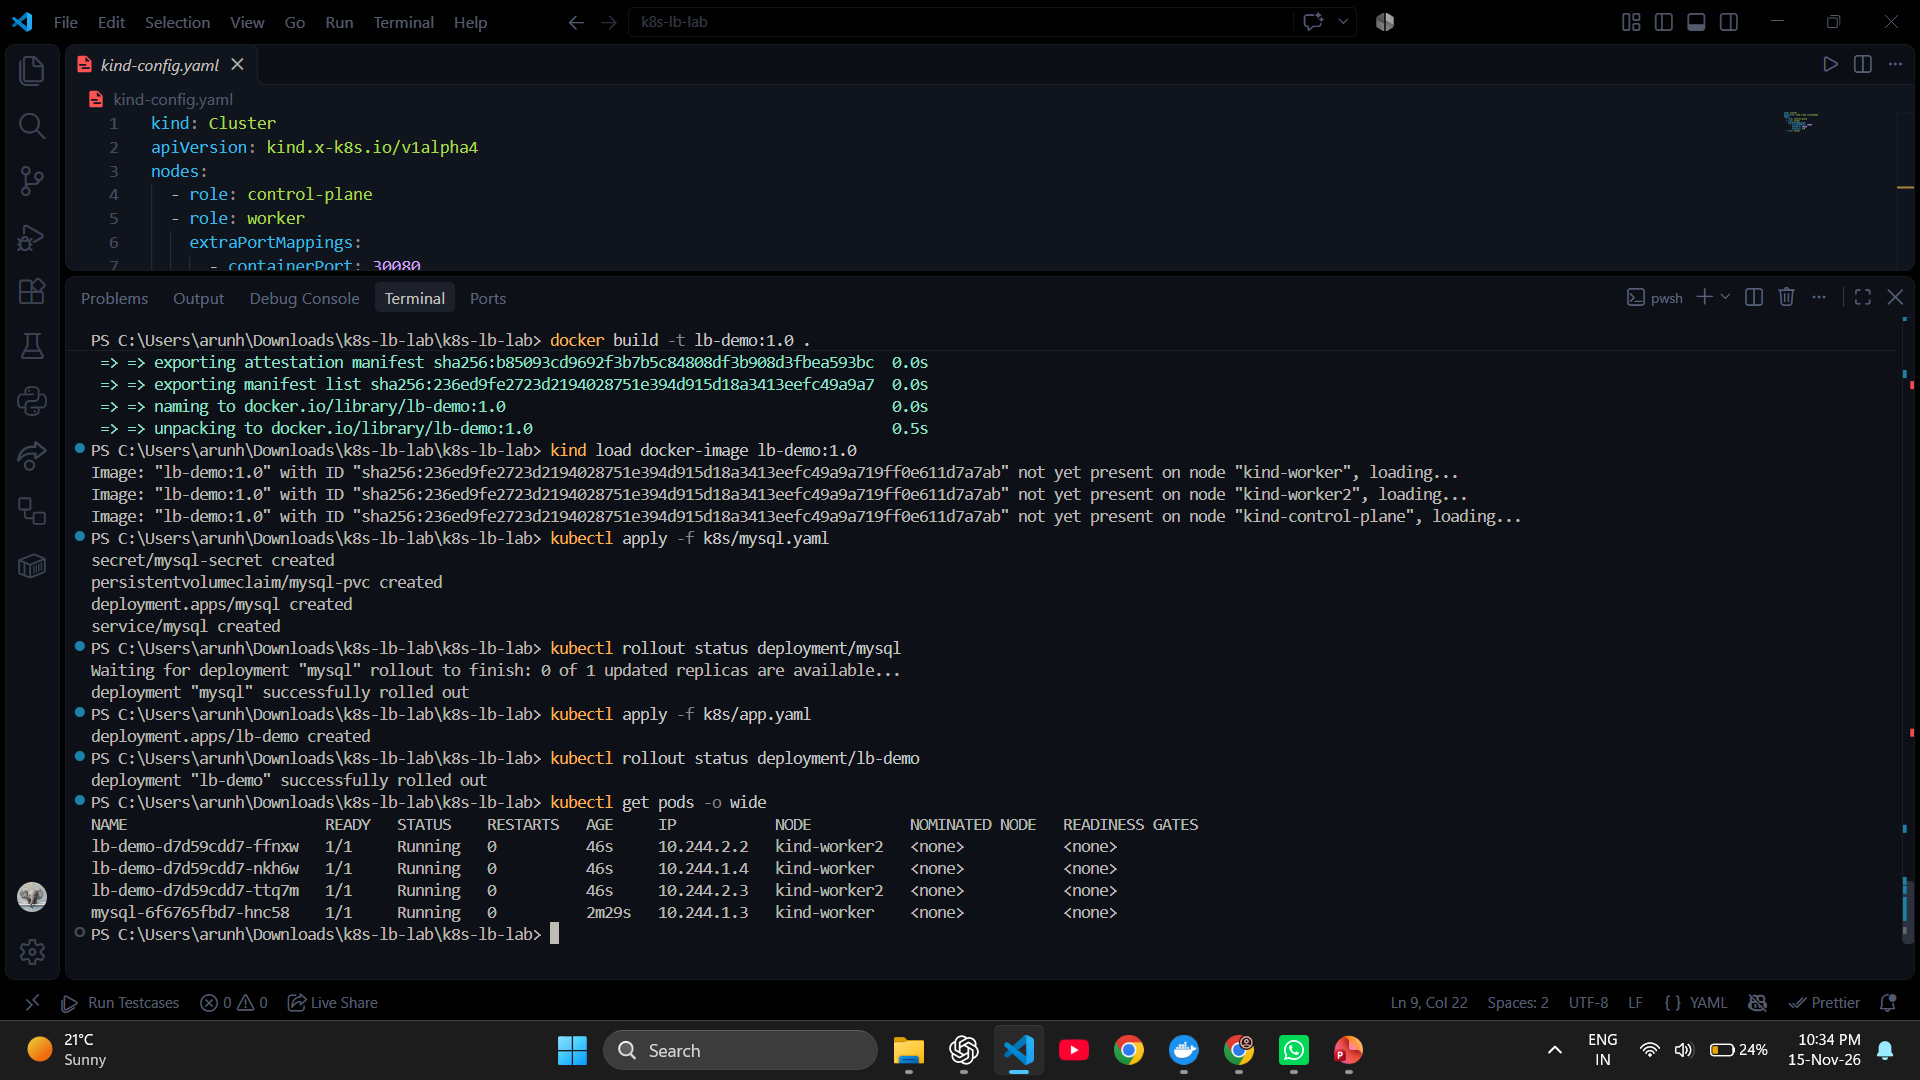 File Edit Selection View Go Run Terminal Help
k8s-lb-lab
kind-config.yaml
kind-config.yaml
1 kind: Cluster
2 apiVersion: kind.x-k8s.io/v1alpha4
3 nodes:
4 - role: control-plane
5 - role: worker
6 extraPortMappings:
7 - containerPort: 30080
Problems Output Debug Console Terminal Ports
pwsh
PS C:\Users\arunh\Downloads\k8s-lb-lab\k8s-lb-lab> docker build -t lb-demo:1.0 .
=> => exporting attestation manifest sha256:b85093cd9692f3b7b5c84808df3b908d3fbea593bc 0.0s
=> => exporting manifest list sha256:236ed9fe2723d2194028751e394d915d18a3413eefc49a9a7 0.0s
=> => naming to docker.io/library/lb-demo:1.0 0.0s
=> => unpacking to docker.io/library/lb-demo:1.0 0.5s
PS C:\Users\arunh\Downloads\k8s-lb-lab\k8s-lb-lab> kind load docker-image lb-demo:1.0
Image: "lb-demo:1.0" with ID "sha256:236ed9fe2723d2194028751e394d915d18a3413eefc49a9a719ff0e611d7a7ab" not yet present on node "kind-worker", loading...
Image: "lb-demo:1.0" with ID "sha256:236ed9fe2723d2194028751e394d915d18a3413eefc49a9a719ff0e611d7a7ab" not yet present on node "kind-worker2", loading...
Image: "lb-demo:1.0" with ID "sha256:236ed9fe2723d2194028751e394d915d18a3413eefc49a9a719ff0e611d7a7ab" not yet present on node "kind-control-plane", loading...
PS C:\Users\arunh\Downloads\k8s-lb-lab\k8s-lb-lab> kubectl apply -f k8s/mysql.yaml
secret/mysql-secret created
persistentvolumeclaim/mysql-pvc created
deployment.apps/mysql created
service/mysql created
PS C:\Users\arunh\Downloads\k8s-lb-lab\k8s-lb-lab> kubectl rollout status deployment/mysql
Waiting for deployment "mysql" rollout to finish: 0 of 1 updated replicas are available...
deployment "mysql" successfully rolled out
PS C:\Users\arunh\Downloads\k8s-lb-lab\k8s-lb-lab> kubectl apply -f k8s/app.yaml
deployment.apps/lb-demo created
PS C:\Users\arunh\Downloads\k8s-lb-lab\k8s-lb-lab> kubectl rollout status deployment/lb-demo
deployment "lb-demo" successfully rolled out
PS C:\Users\arunh\Downloads\k8s-lb-lab\k8s-lb-lab> kubectl get pods -o wide
NAME READY STATUS RESTARTS AGE IP NODE NOMINATED NODE READINESS GATES
lb-demo-d7d59cdd7-ffnxw 1/1 Running 0 46s 10.244.2.2 kind-worker2 <none> <none>
lb-demo-d7d59cdd7-nkh6w 1/1 Running 0 46s 10.244.1.4 kind-worker <none> <none>
lb-demo-d7d59cdd7-ttq7m 1/1 Running 0 46s 10.244.2.3 kind-worker2 <none> <none>
mysql-6f6765fbd7-hnc58 1/1 Running 0 2m29s 10.244.1.3 kind-worker <none> <none>
PS C:\Users\arunh\Downloads\k8s-lb-lab\k8s-lb-lab>
Run Testcases 0 0 Live Share Ln 9, Col 22 Spaces: 2 UTF-8 LF { } YAML Prettier
21°C
Sunny
Search
ENG
IN
24%
10:34 PM
15-Nov-26